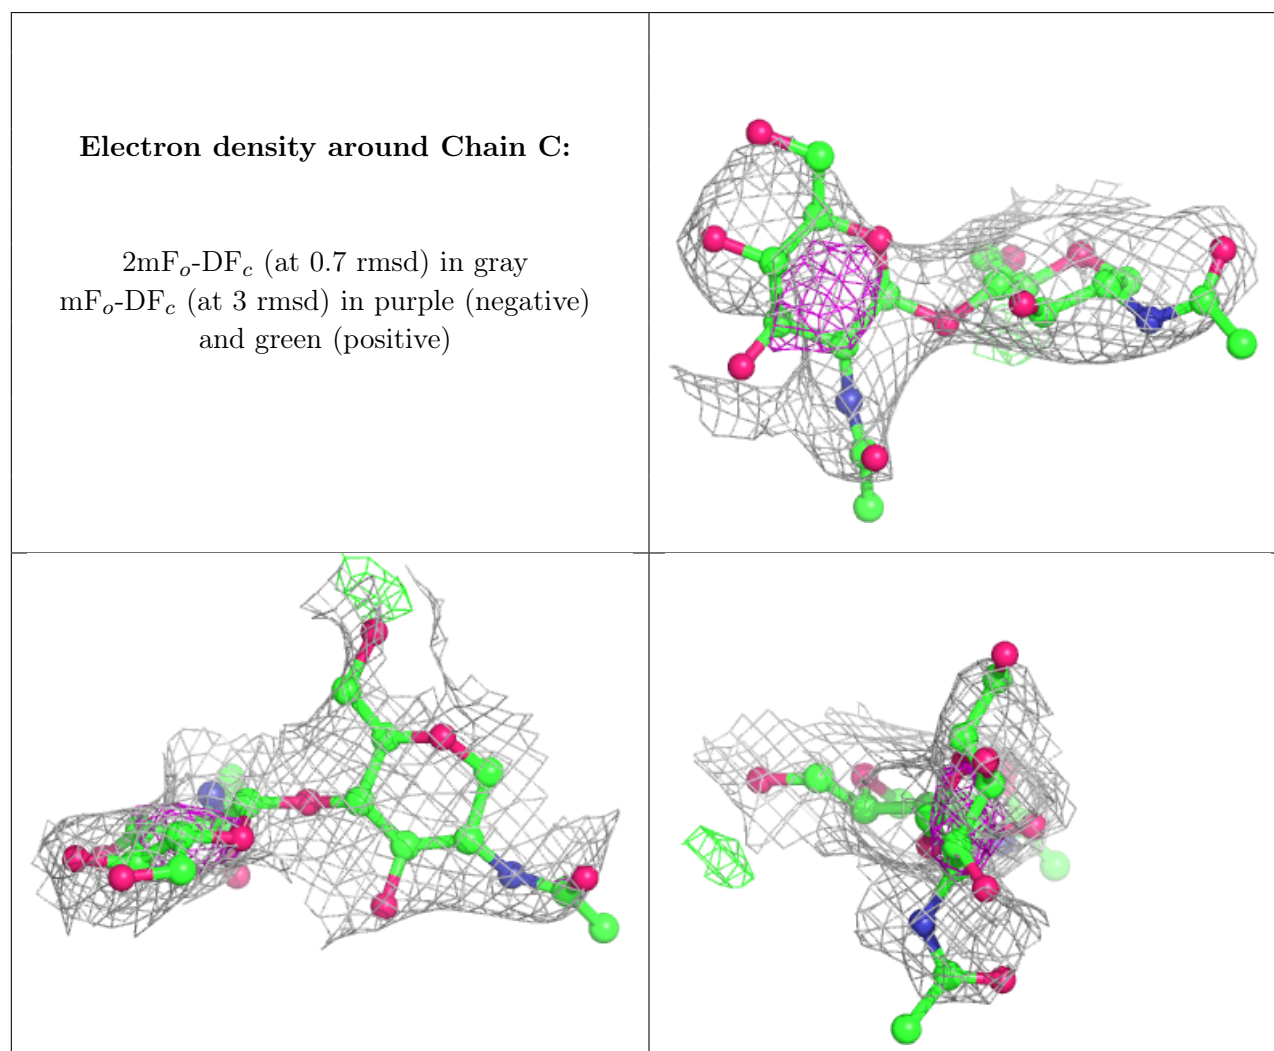 Electron density around Chain C:
2mFₒ-DF𝒸 (at 0.7 rmsd) in gray
mFₒ-DF𝒸 (at 3 rmsd) in purple (negative)
and green (positive)